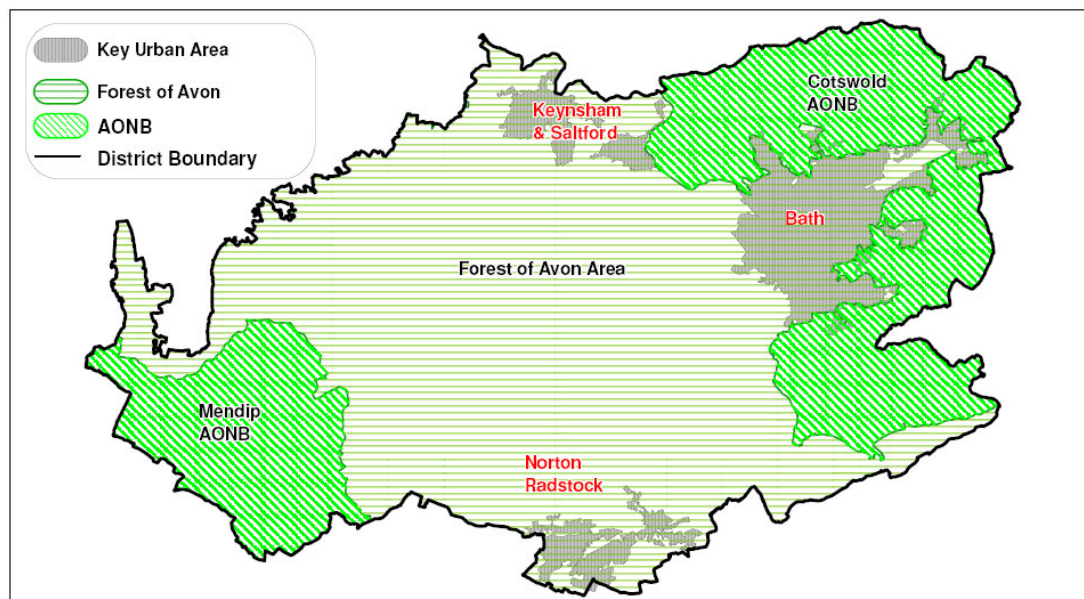 Key Urban Area
Forest of Avon
AONB
District Boundary
Cotswold
AONB
Keynsham
& Saltford
Bath
Forest of Avon Area
Mendip
AONB
Norton
Radstock